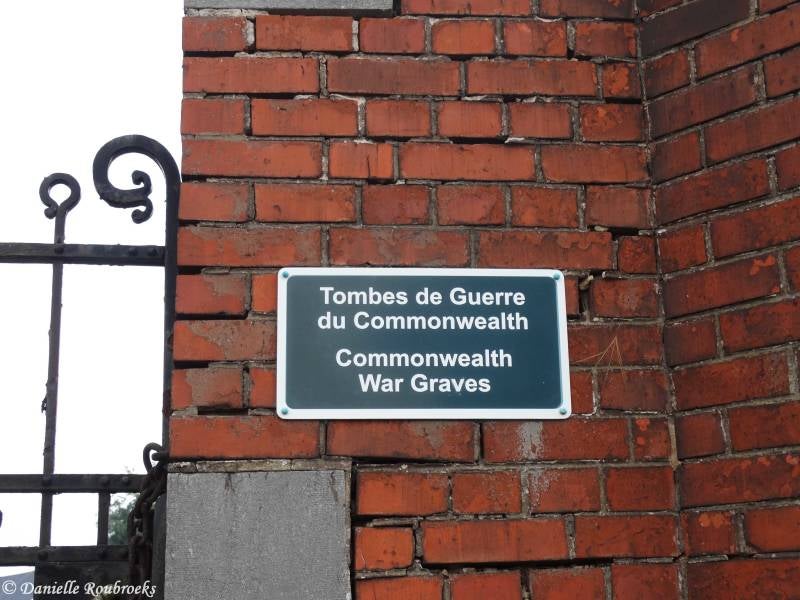 Tombes de Guerre
du Commonwealth
Commonwealth
War Graves
© Danielle Roubroeks